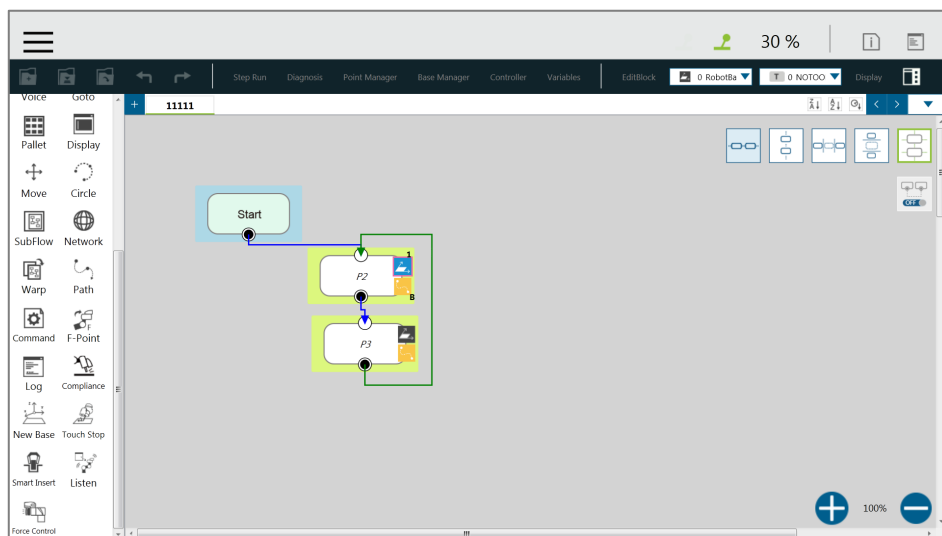 30 %
Step Run Diagnosis Point Manager Base Manager Controller Variables EditBlock 0 RobotBa T 0 NOTOO Display
Voice Goto
+ 11111
Pallet Display
Move Circle
SubFlow Network
Warp Path
Command F-Point
Log Compliance
New Base Touch Stop
Smart Insert Listen
Force Control
OFF
Start
1
P2
B
P3
100%